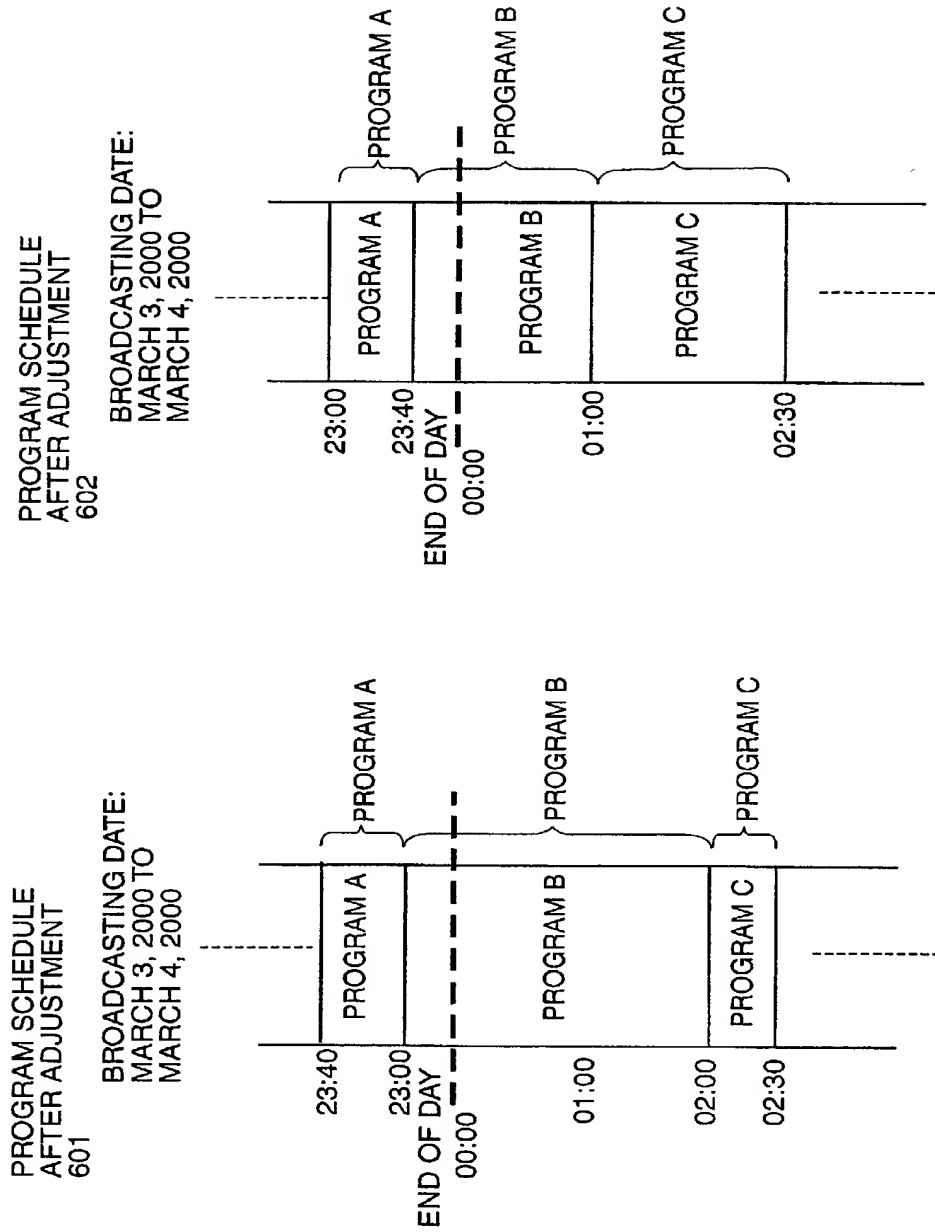 PROGRAM SCHEDULE
AFTER ADJUSTMENT
601
BROADCASTING DATE:
MARCH 3, 2000 TO
MARCH 4, 2000
23:40
PROGRAM A
PROGRAM A
23:00
END OF DAY
00:00
PROGRAM B
PROGRAM B
01:00
02:00
PROGRAM C
PROGRAM C
02:30
PROGRAM SCHEDULE
AFTER ADJUSTMENT
602
BROADCASTING DATE:
MARCH 3, 2000 TO
MARCH 4, 2000
23:00
PROGRAM A
PROGRAM A
23:40
END OF DAY
00:00
PROGRAM B
PROGRAM B
01:00
PROGRAM C
PROGRAM C
02:30